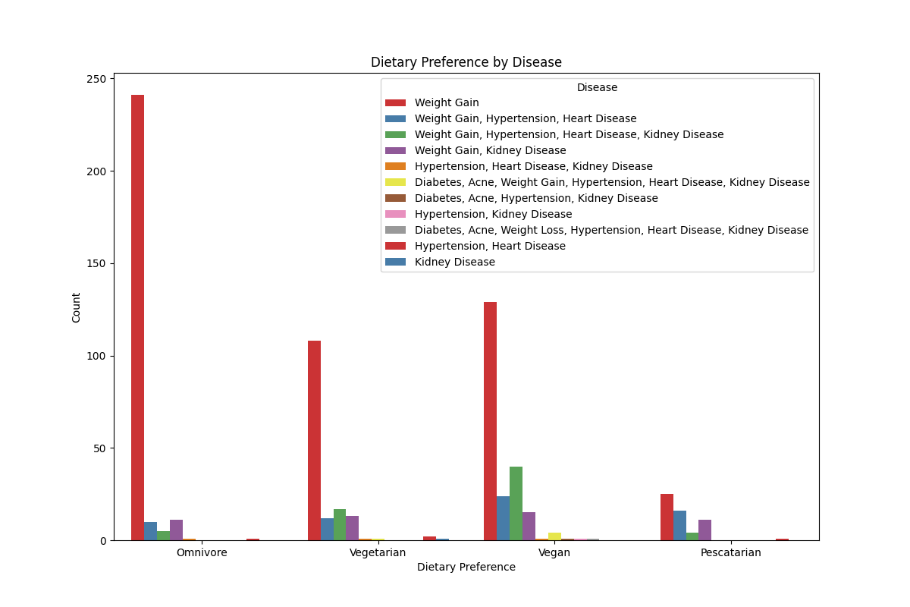 Dietary Preference by Disease
Disease
Weight Gain
Weight Gain, Hypertension, Heart Disease
Weight Gain, Hypertension, Heart Disease, Kidney Disease
Weight Gain, Kidney Disease
Hypertension, Heart Disease, Kidney Disease
Diabetes, Acne, Weight Gain, Hypertension, Heart Disease, Kidney Disease
Diabetes, Acne, Hypertension, Kidney Disease
Hypertension, Kidney Disease
Diabetes, Acne, Weight Loss, Hypertension, Heart Disease, Kidney Disease
Hypertension, Heart Disease
Kidney Disease
250
200
150
100
50
0
Count
Omnivore Vegetarian Vegan Pescatarian
Dietary Preference